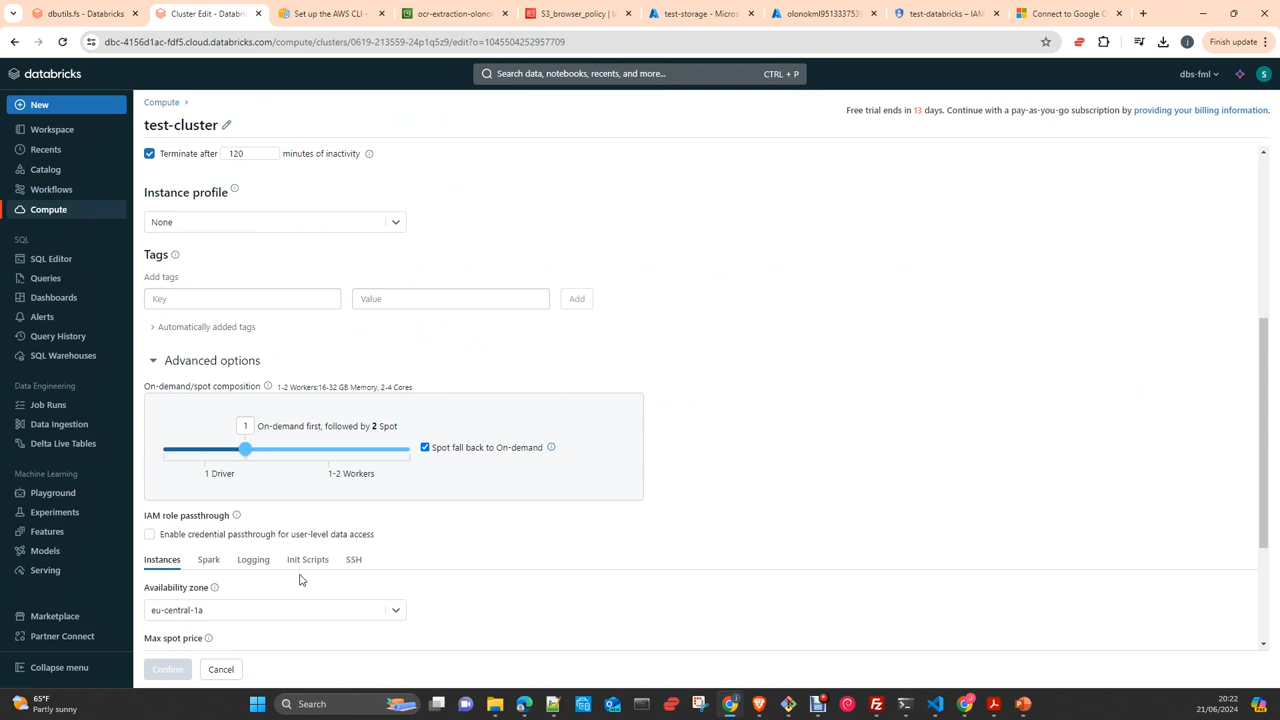 dbutils.fs - Databricks
Cluster Edit - Databricks
Set up the AWS CLI -
ocr-extraction-olonok
S3_browser_policy | IA
test-storage - Microso
olonokml9513337535
test-databricks – IAM
Connect to Google C
dbc-4156d1ac-fdf5.cloud.databricks.com/compute/clusters/0619-213559-24p1q5z9/edit?o=1045504252957709
j
Finish update
databricks
Search data, notebooks, recents, and more...
CTRL + P
dbs-fml
S
New
Workspace
Recents
Catalog
Workflows
Compute
SQL
SQL Editor
Queries
Dashboards
Alerts
Query History
SQL Warehouses
Data Engineering
Job Runs
Data Ingestion
Delta Live Tables
Machine Learning
Playground
Experiments
Features
Models
Serving
Marketplace
Partner Connect
Collapse menu
Compute
Free trial ends in 13 days. Continue with a pay-as-you-go subscription by providing your billing information.
test-cluster
Terminate after 120 minutes of inactivity
Instance profile
None
Tags
Add tags
Key
Value
Add
Automatically added tags
Advanced options
On-demand/spot composition 1-2 Workers:16-32 GB Memory, 2-4 Cores
1 On-demand first, followed by 2 Spot
Spot fall back to On-demand
1 Driver
1-2 Workers
IAM role passthrough
Enable credential passthrough for user-level data access
Instances
Spark
Logging
Init Scripts
SSH
Availability zone
eu-central-1a
Max spot price
Confirm
Cancel
65°F
Partly sunny
Search
20:22
21/06/2024